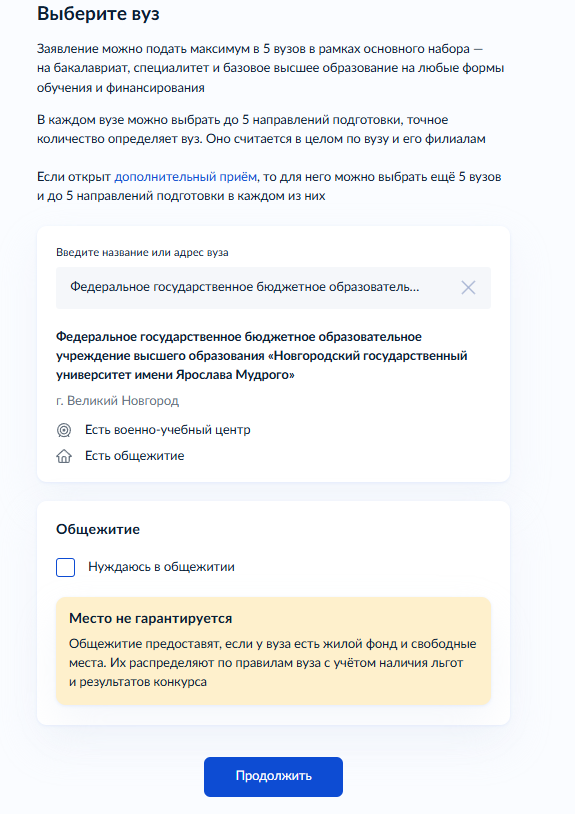 Выберите вуз
Заявление можно подать максимум в 5 вузов в рамках основного набора —
на бакалавриат, специалитет и базовое высшее образование на любые формы
обучения и финансирования
В каждом вузе можно выбрать до 5 направлений подготовки, точное
количество определяет вуз. Оно считается в целом по вузу и его филиалам
Если открыт дополнительный приём, то для него можно выбрать ещё 5 вузов
и до 5 направлений подготовки в каждом из них
Введите название или адрес вуза
Федеральное государственное бюджетное образователь...
Федеральное государственное бюджетное образовательное
учреждение высшего образования «Новгородский государственный
университет имени Ярослава Мудрого»
г. Великий Новгород
Есть военно-учебный центр
Есть общежитие
Общежитие
Нуждаюсь в общежитии
Место не гарантируется
Общежитие предоставят, если у вуза есть жилой фонд и свободные
места. Их распределяют по правилам вуза с учётом наличия льгот
и результатов конкурса
Продолжить